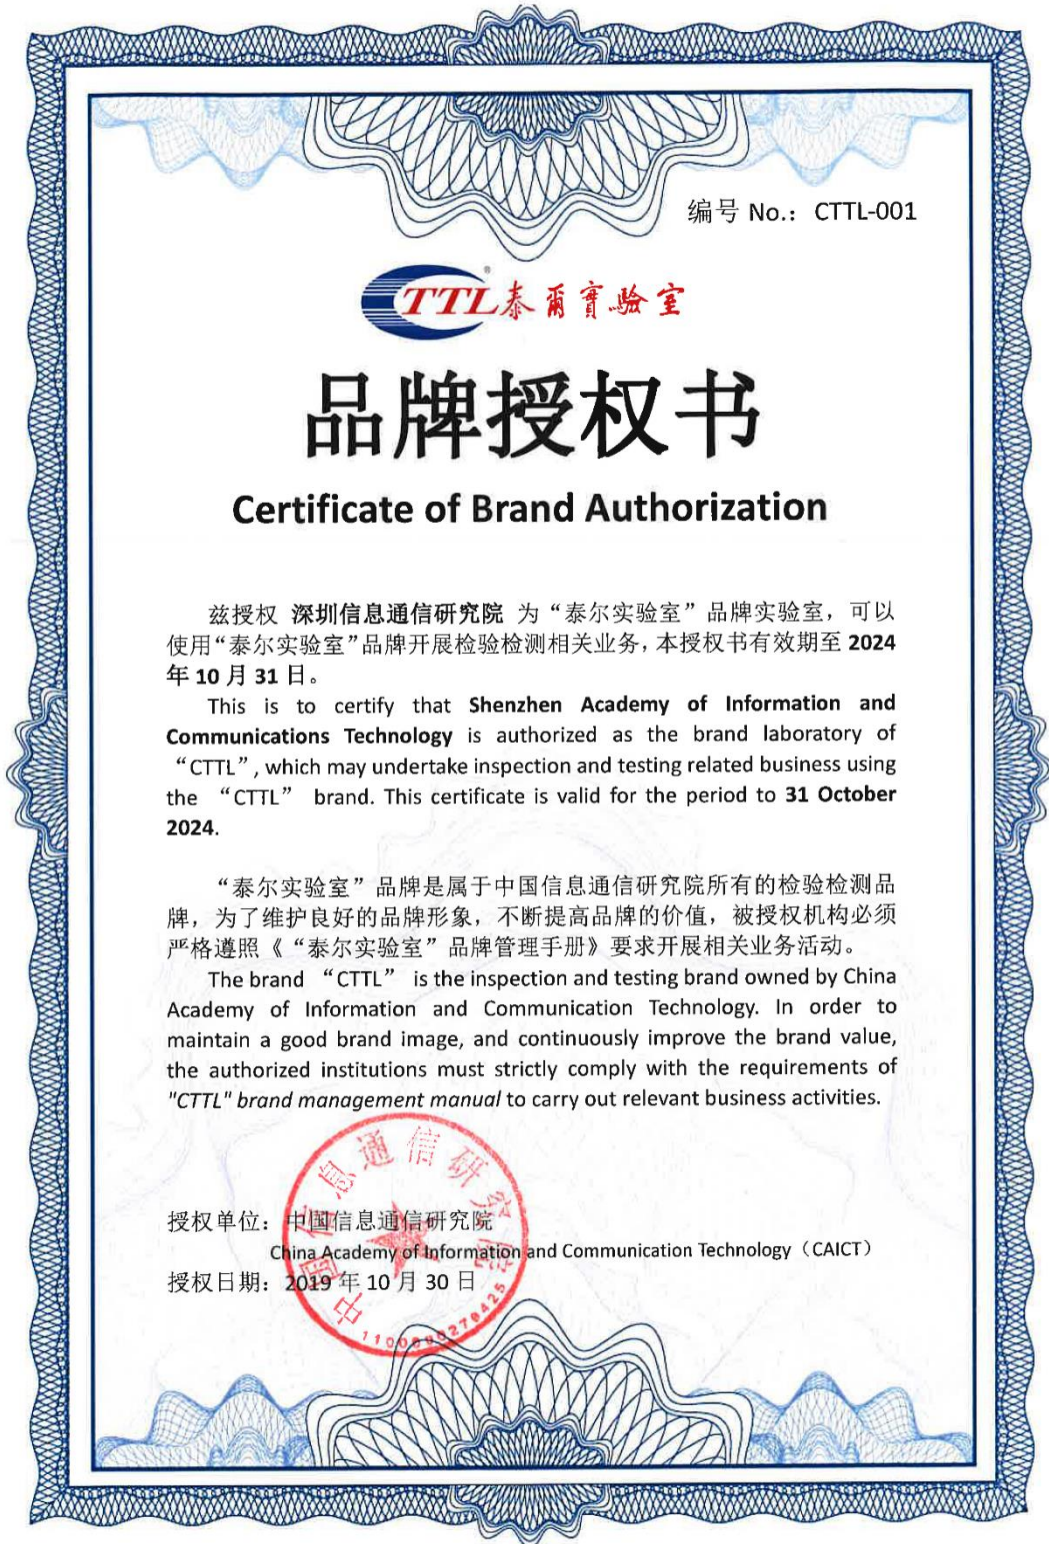 编号 No.: CTTL-001
CTTL®泰爾實驗室
品牌授权书
Certificate of Brand Authorization
兹授权 深圳信息通信研究院 为“泰尔实验室”品牌实验室，可以
使用“泰尔实验室”品牌开展检验检测相关业务，本授权书有效期至 2024
年 10 月 31 日。
This is to certify that Shenzhen Academy of Information and
Communications Technology is authorized as the brand laboratory of
“CTTL”, which may undertake inspection and testing related business using
the “CTTL” brand. This certificate is valid for the period to 31 October
2024.
“泰尔实验室”品牌是属于中国信息通信研究院所有的检验检测品
牌，为了维护良好的品牌形象，不断提高品牌的价值，被授权机构必须
严格遵照《“泰尔实验室”品牌管理手册》要求开展相关业务活动。
The brand “CTTL” is the inspection and testing brand owned by China
Academy of Information and Communication Technology. In order to
maintain a good brand image, and continuously improve the brand value,
the authorized institutions must strictly comply with the requirements of
"CTTL" brand management manual to carry out relevant business activities.
中国信息通信研究院
授权单位：中国信息通信研究院
China Academy of Information and Communication Technology（CAICT）
授权日期：2019 年 10 月 30 日